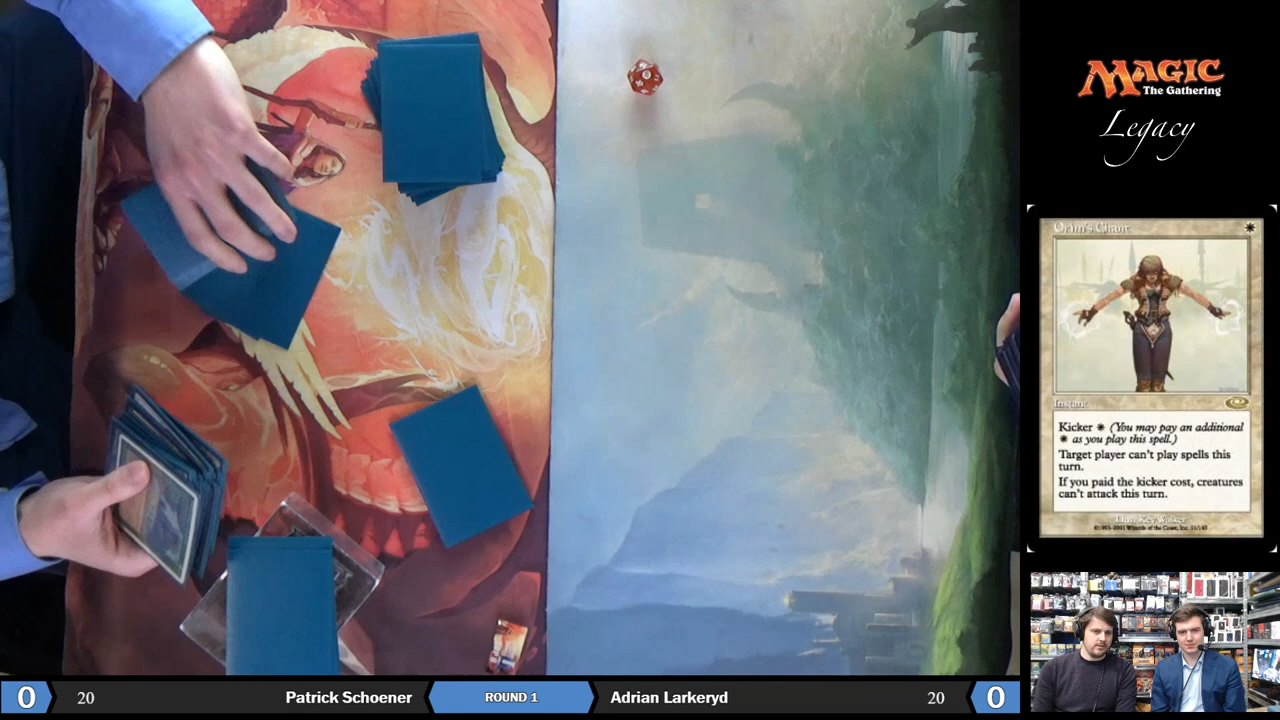 MAGIC
The Gathering
Legacy
Orim's Chant
Instant
Kicker (You may pay an additional
as you play this spell.)
Target player can't play spells this
turn.
If you paid the kicker cost, creatures
can't attack this turn.
0
20
Patrick Schoener
ROUND 1
Adrian Larkeryd
20
0